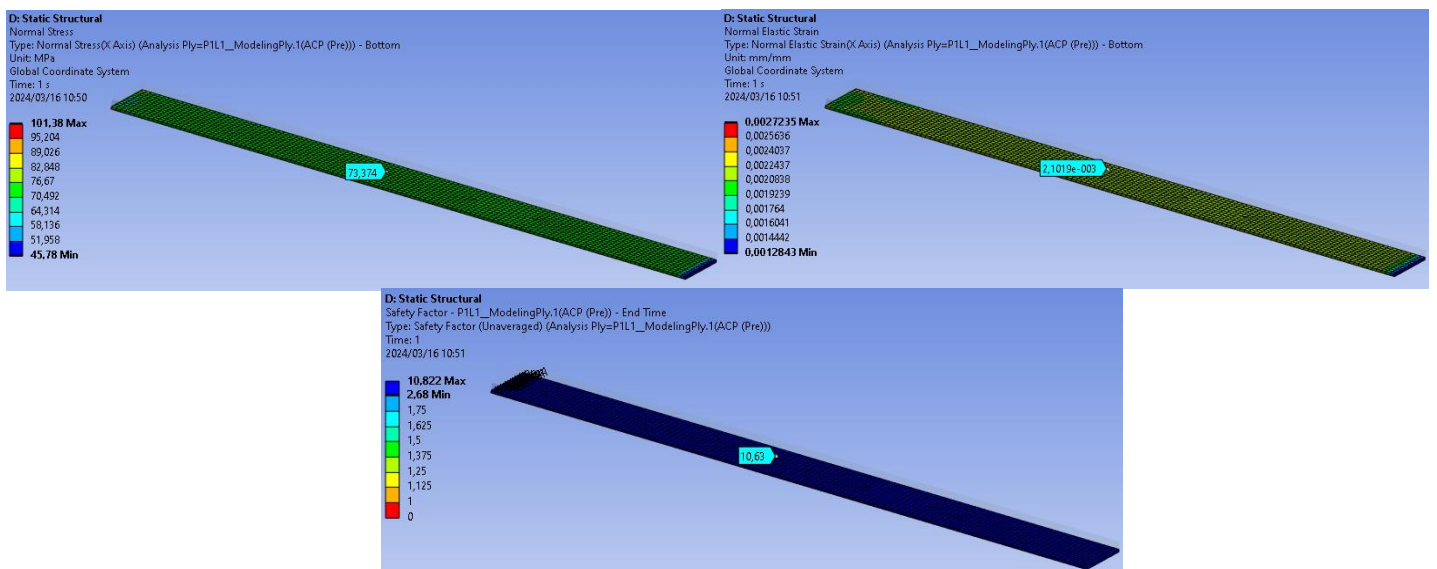 D: Static Structural
Normal Stress
Type: Normal Stress(X Axis) (Analysis Ply=P1L1__ModelingPly.1(ACP (Pre))) - Bottom
Unit: MPa
Global Coordinate System
Time: 1 s
2024/03/16 10:50
101,38 Max
95,204
89,026
82,848
76,67
70,492
64,314
58,136
51,958
45,78 Min
73,374
D: Static Structural
Normal Elastic Strain
Type: Normal Elastic Strain(X Axis) (Analysis Ply=P1L1__ModelingPly.1(ACP (Pre))) - Bottom
Unit: mm/mm
Global Coordinate System
Time: 1 s
2024/03/16 10:51
0,0027235 Max
0,0025636
0,0024037
0,0022437
0,0020838
0,0019239
0,001764
0,0016041
0,0014442
0,0012843 Min
2,1019e-003
D: Static Structural
Safety Factor - P1L1__ModelingPly.1(ACP (Pre)) - End Time
Type: Safety Factor (Unaveraged) (Analysis Ply=P1L1__ModelingPly.1(ACP (Pre)))
Time: 1
2024/03/16 10:51
10,822 Max
2,68 Min
1,75
1,625
1,5
1,375
1,25
1,125
1
0
10,63